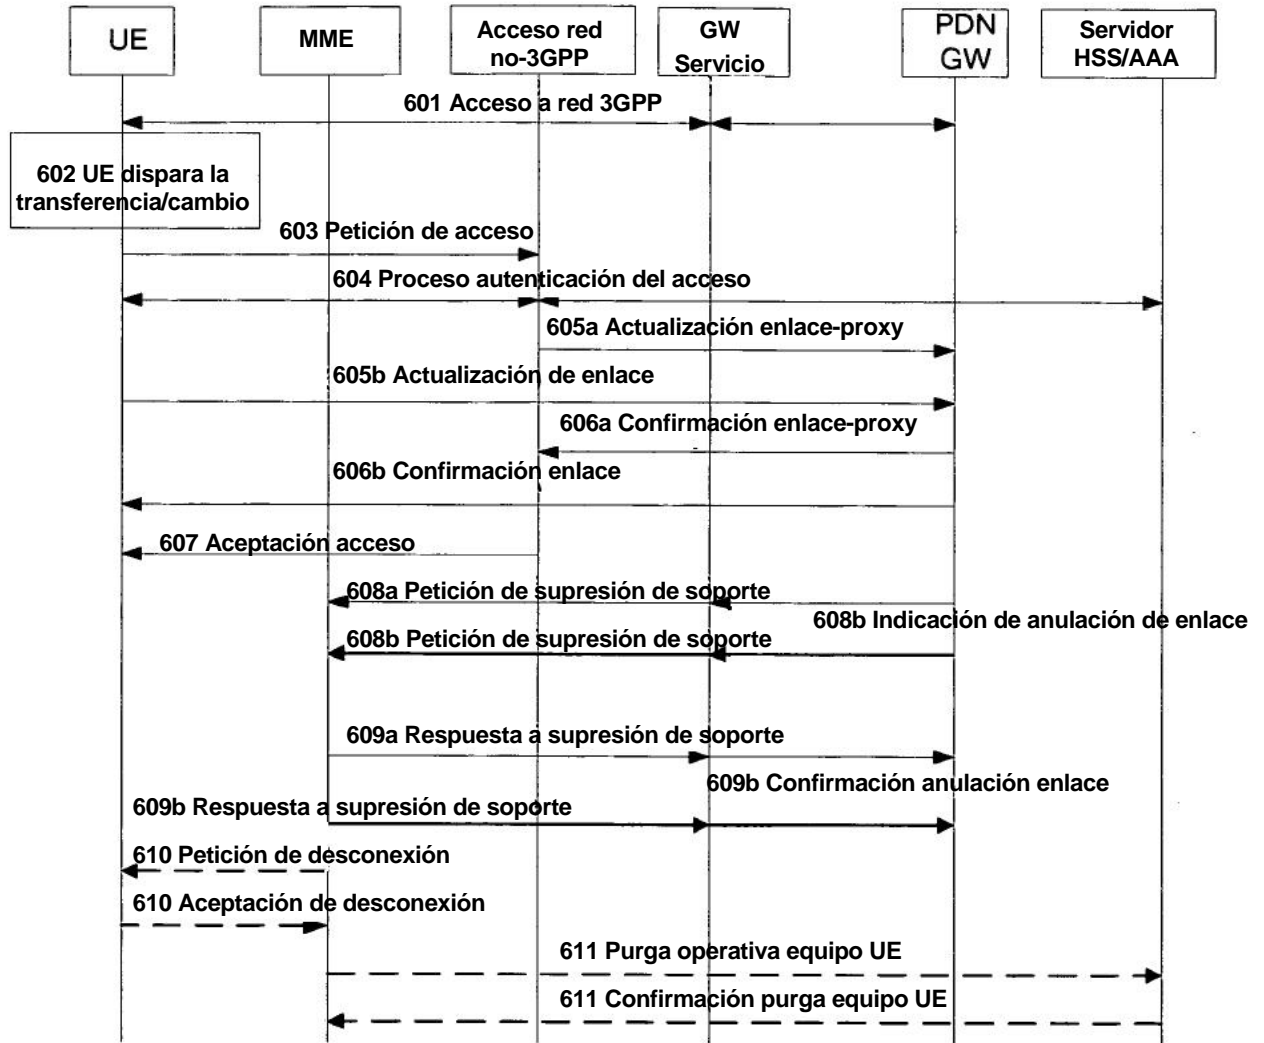 UE
MME
Acceso red
no-3GPP
GW
Servicio
PDN
GW
Servidor
HSS/AAA
601 Acceso a red 3GPP
602 UE dispara la
transferencia/cambio
603 Petición de acceso
604 Proceso autenticación del acceso
605a Actualización enlace-proxy
605b Actualización de enlace
606a Confirmación enlace-proxy
606b Confirmación enlace
607 Aceptación acceso
608a Petición de supresión de soporte
608b Indicación de anulación de enlace
608b Petición de supresión de soporte
609a Respuesta a supresión de soporte
609b Confirmación anulación enlace
609b Respuesta a supresión de soporte
610 Petición de desconexión
610 Aceptación de desconexión
611 Purga operativa equipo UE
611 Confirmación purga equipo UE